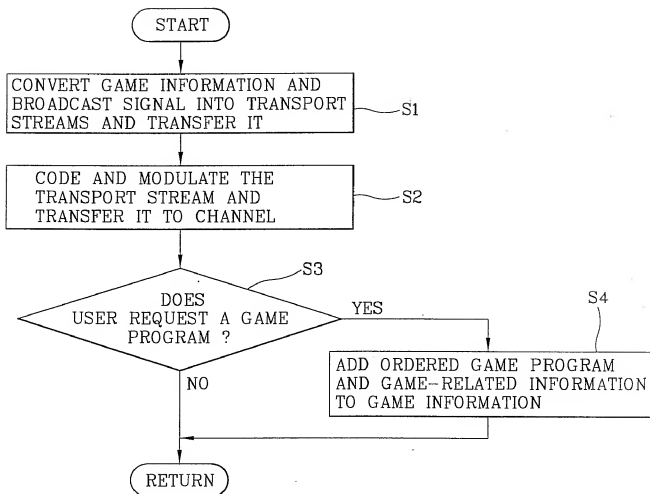 START
CONVERT GAME INFORMATION AND
BROADCAST SIGNAL INTO TRANSPORT
STREAMS AND TRANSFER IT
S1
CODE AND MODULATE THE
TRANSPORT STREAM AND
TRANSFER IT TO CHANNEL
S2
S3
DOES
USER REQUEST A GAME
PROGRAM ?
YES
NO
S4
ADD ORDERED GAME PROGRAM
AND GAME-RELATED INFORMATION
TO GAME INFORMATION
RETURN